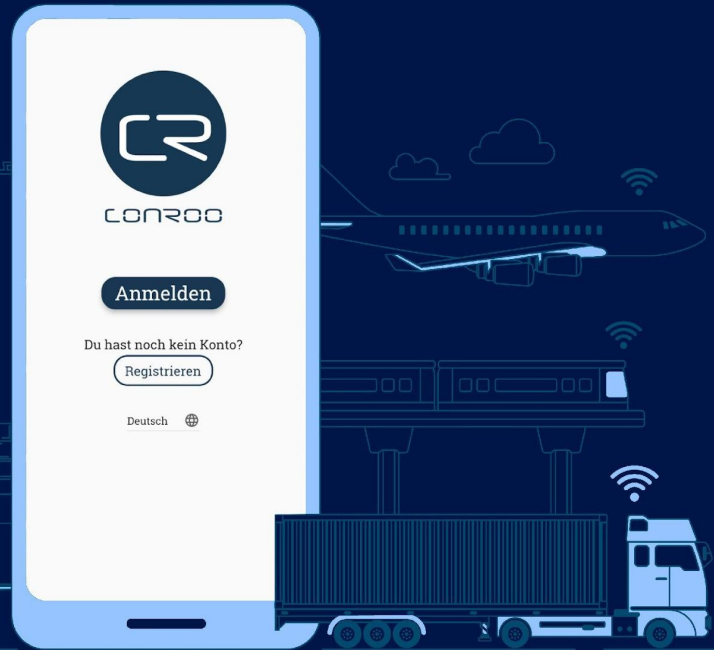 CR
CONROO
Anmelden
Du hast noch kein Konto?
Registrieren
Deutsch